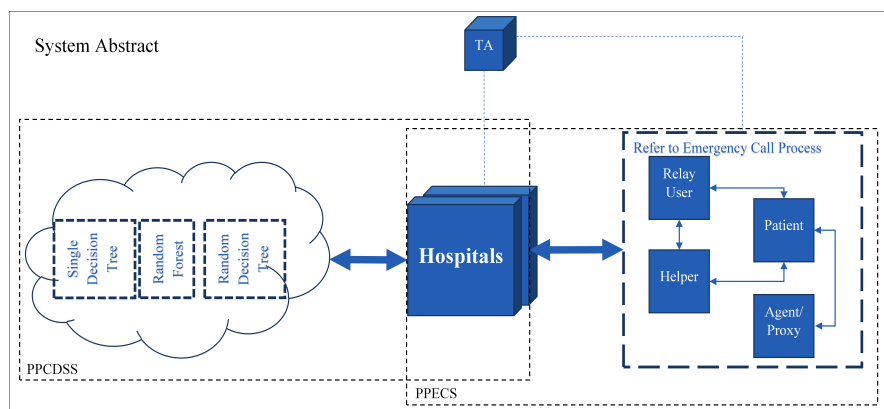 System Abstract
TA
Refer to Emergency Call Process
Relay
User
Patient
Helper
Agent/
Proxy
Hospitals
Single
Decision
Tree
Random
Forest
Random
Decision
Tree
PPCDSS
PPECS